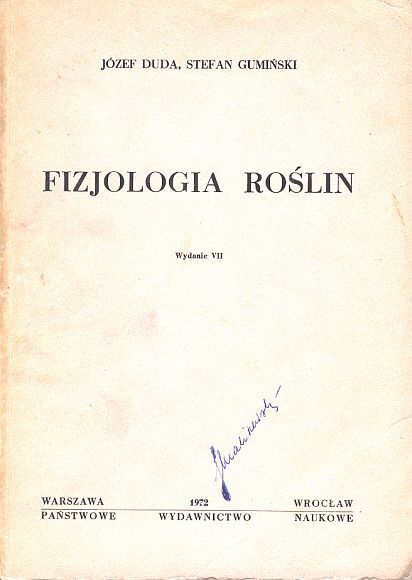 JÓZEF DUDA, STEFAN GUMIŃSKI
FIZJOLOGIA ROŚLIN
Wydanie VII
WARSZAWA 1972 WROCŁAW
PAŃSTWOWE WYDAWNICTWO NAUKOWE